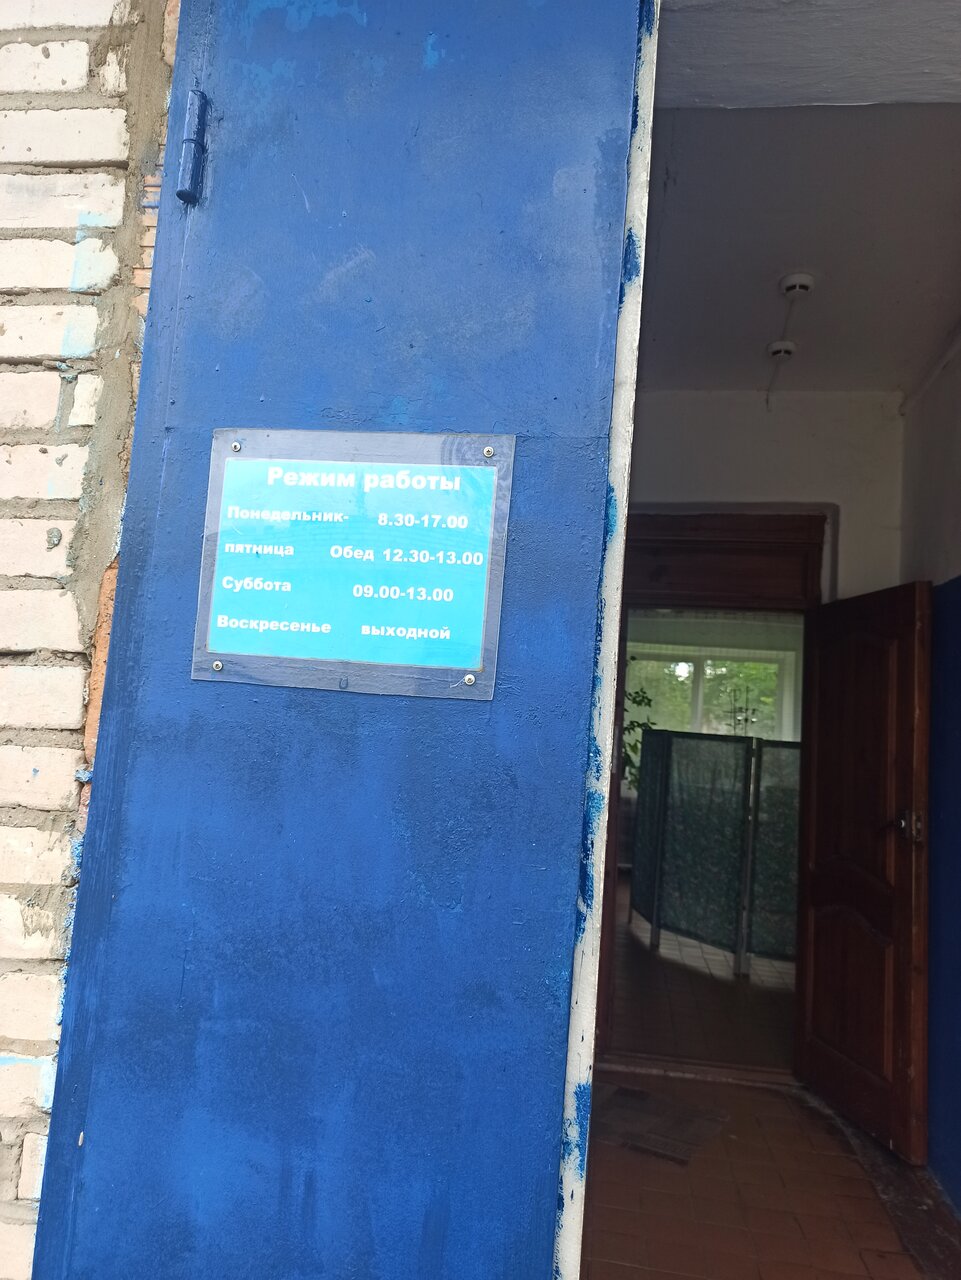 Режим работы
Понедельник- 8.30-17.00
пятница Обед 12.30-13.00
Суббота 09.00-13.00
Воскресенье выходной